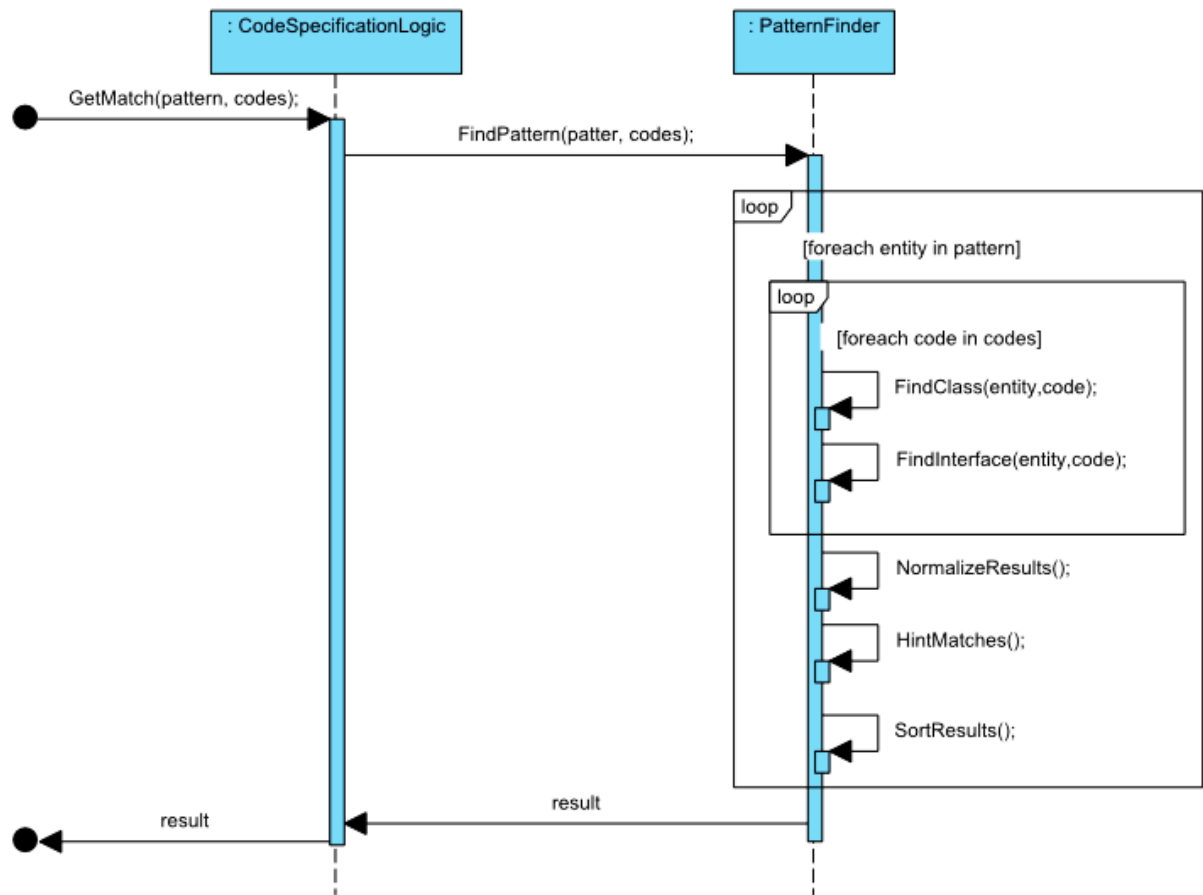 : CodeSpecificationLogic
: PatternFinder
GetMatch(pattern, codes);
FindPattern(patter, codes);
loop
[foreach entity in pattern]
loop
[foreach code in codes]
FindClass(entity,code);
FindInterface(entity,code);
NormalizeResults();
HintMatches();
SortResults();
result
result